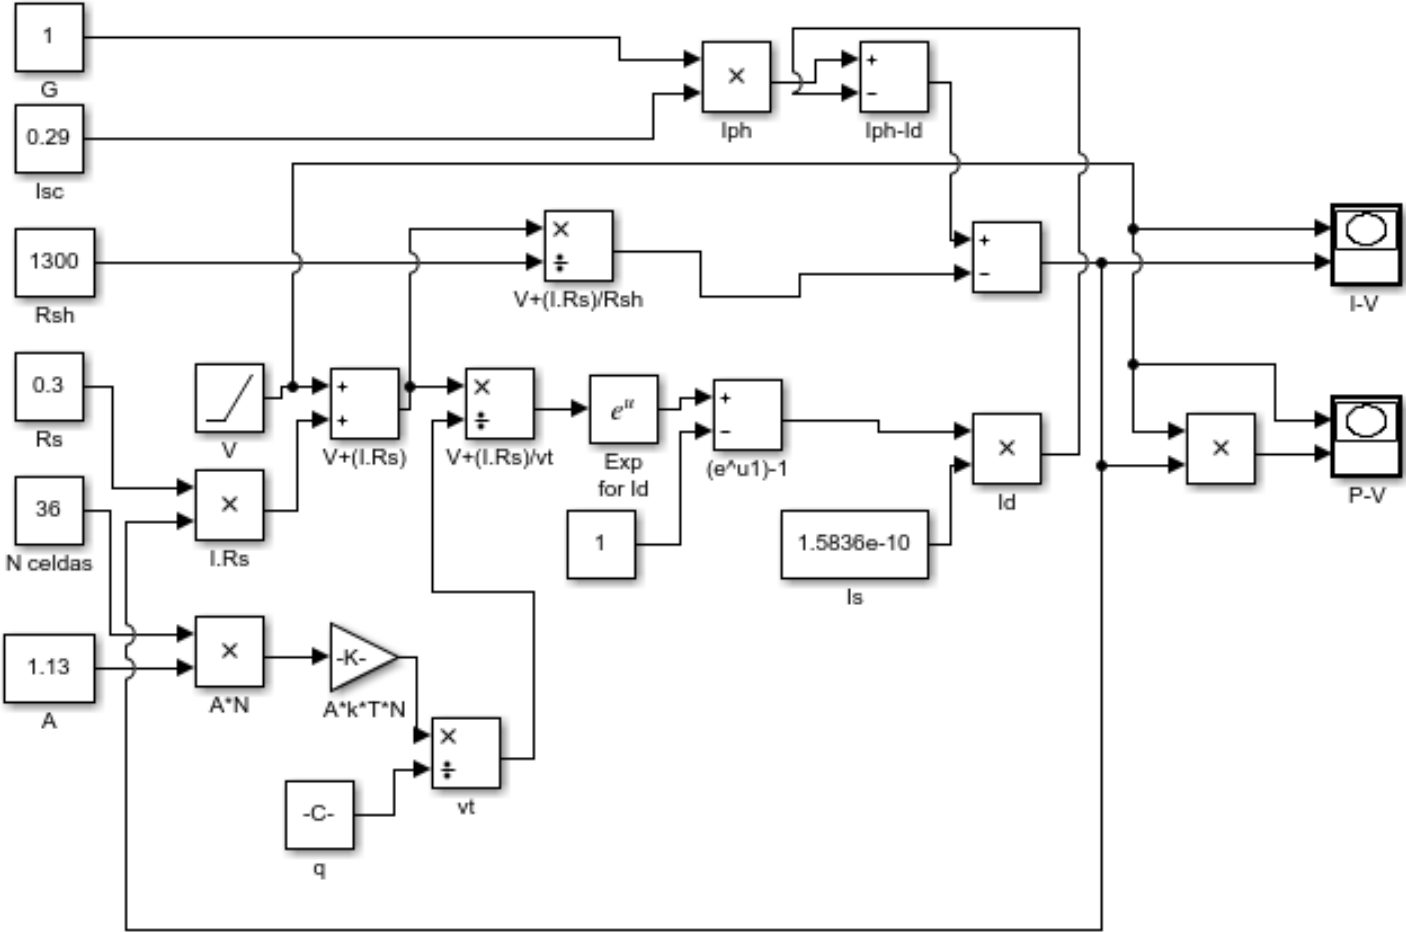 1
G
0.29
Isc
×
Iph
+
−
Iph-Id
1300
Rsh
×
÷
V+(I.Rs)/Rsh
+
−
I-V
0.3
Rs
V
+
+
V+(I.Rs)
×
÷
V+(I.Rs)/vt
e^u
Exp
for Id
+
−
(e^u1)-1
×
Id
×
P-V
36
N celdas
×
I.Rs
1
1.5836e-10
Is
1.13
A
×
A*N
-K-
A*k*T*N
×
÷
vt
-C-
q